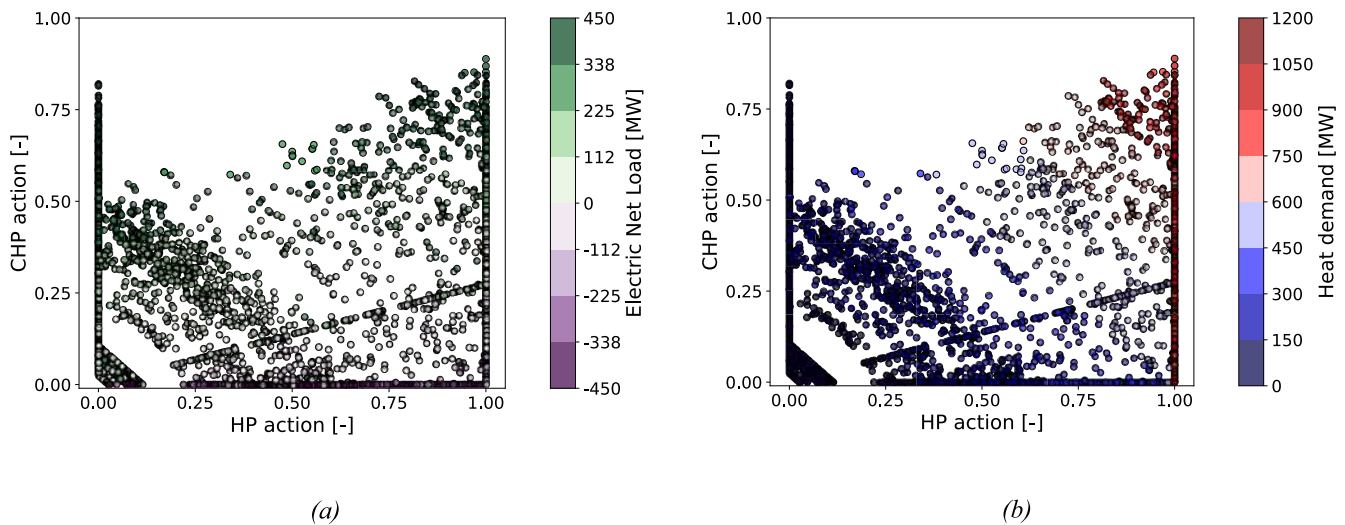 1.00
0.75
0.50
0.25
0.00
CHP action [-]
0.00 0.25 0.50 0.75 1.00
HP action [-]
450
338
225
112
0
-112
-225
-338
-450
Electric Net Load [MW]
(a)
1.00
0.75
0.50
0.25
0.00
CHP action [-]
0.00 0.25 0.50 0.75 1.00
HP action [-]
1200
1050
900
750
600
450
300
150
0
Heat demand [MW]
(b)